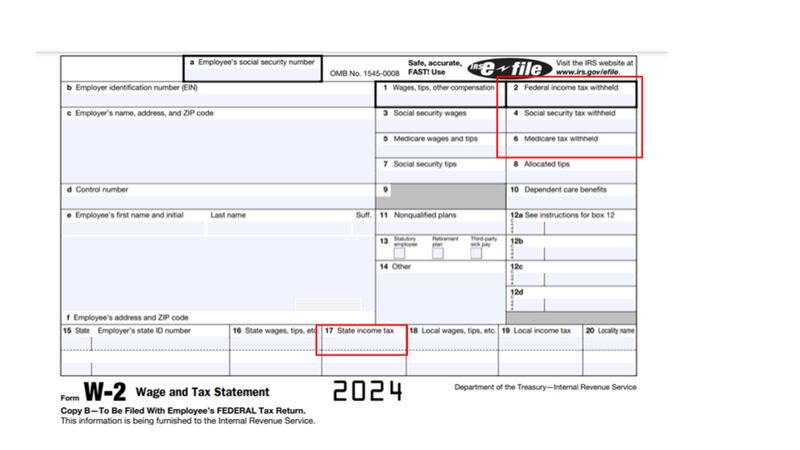 a Employee's social security number
OMB No. 1545-0008
Safe, accurate,
FAST! Use
IRS e-file
Visit the IRS website at
www.irs.gov/efile.
b Employer identification number (EIN)
1 Wages, tips, other compensation
2 Federal income tax withheld
c Employer's name, address, and ZIP code
3 Social security wages
4 Social security tax withheld
5 Medicare wages and tips
6 Medicare tax withheld
7 Social security tips
8 Allocated tips
d Control number
9
10 Dependent care benefits
e Employee's first name and initial
Last name
Suff.
11 Nonqualified plans
12a See instructions for box 12
13 Statutory
employee
Retirement
plan
Third-party
sick pay
12b
14 Other
12c
12d
f Employee's address and ZIP code
15 State Employer's state ID number
16 State wages, tips, etc.
17 State income tax
18 Local wages, tips, etc.
19 Local income tax
20 Locality name
Form W-2 Wage and Tax Statement
2024
Department of the Treasury—Internal Revenue Service
Copy B—To Be Filed With Employee's FEDERAL Tax Return.
This information is being furnished to the Internal Revenue Service.